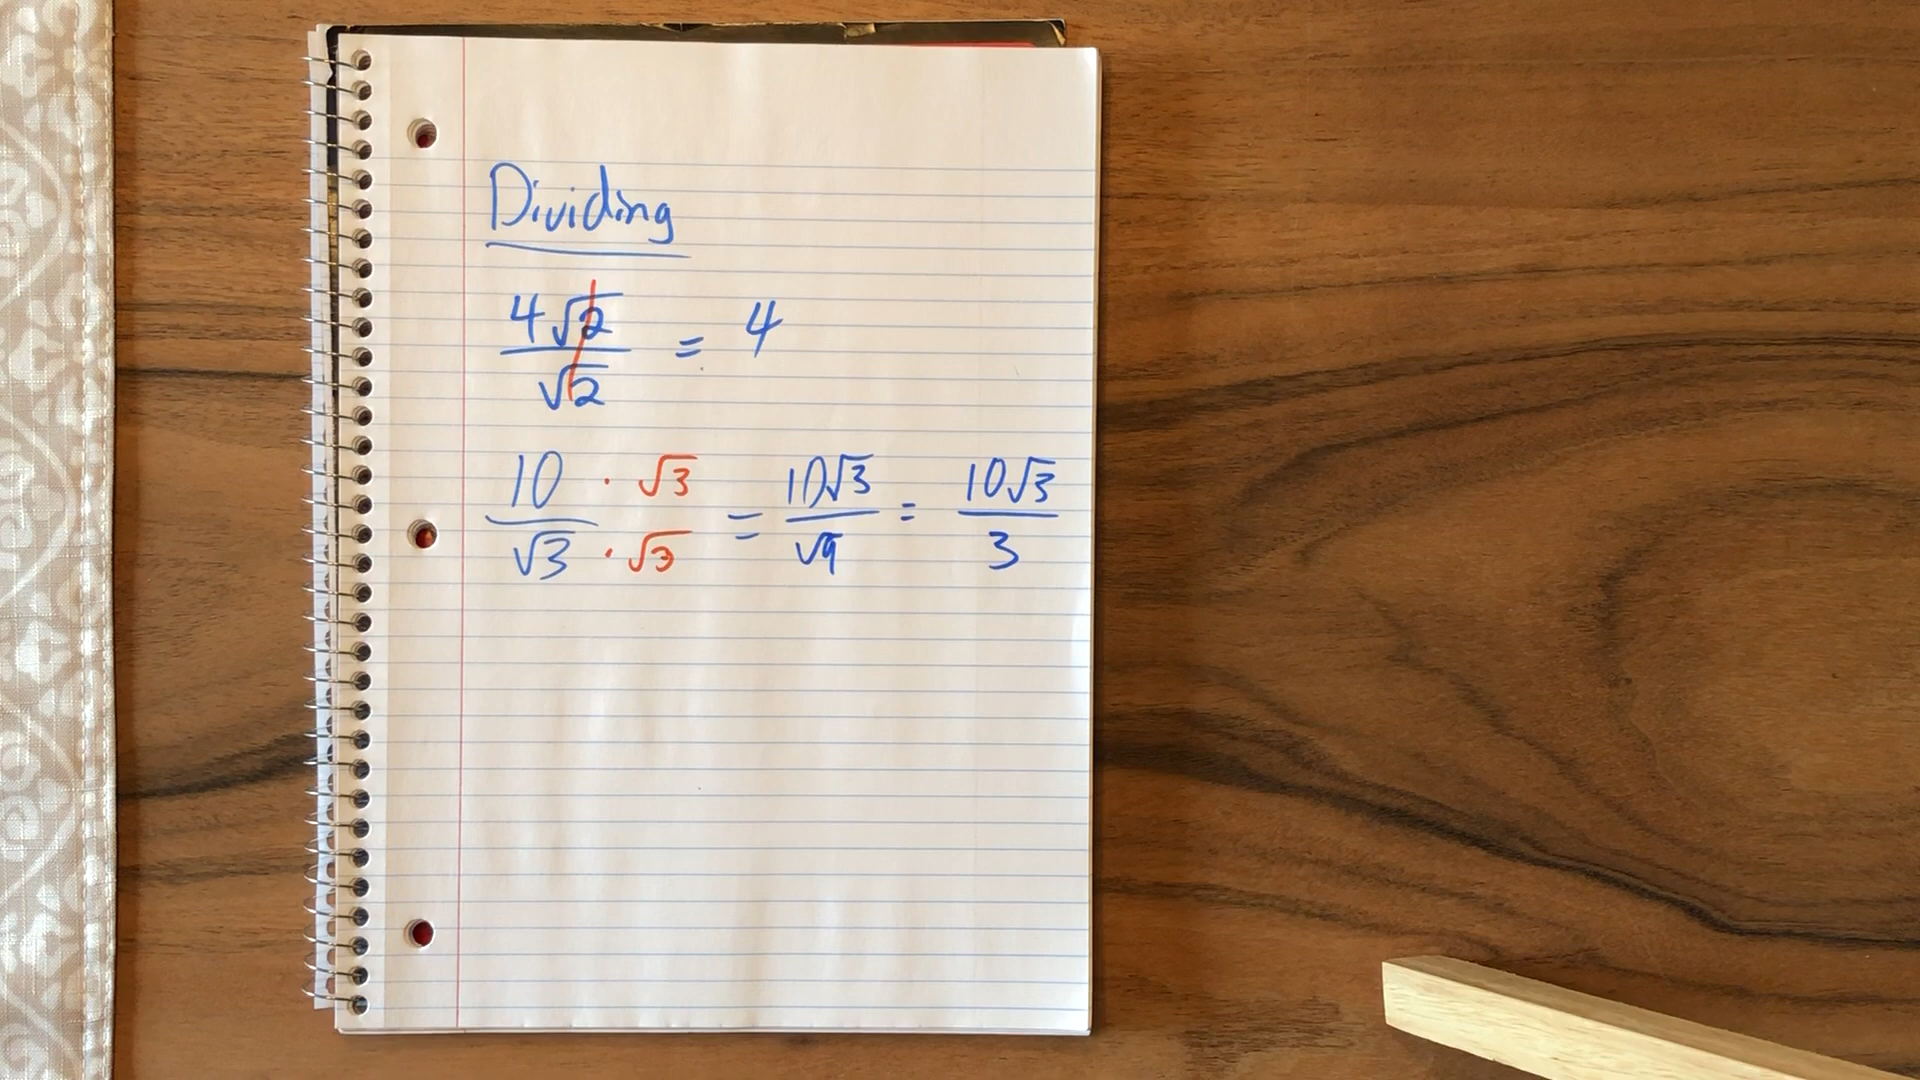 Dividing
4√2 / √2 = 4
10 · √3 / √3 · √3 = 10√3 / √9 = 10√3 / 3